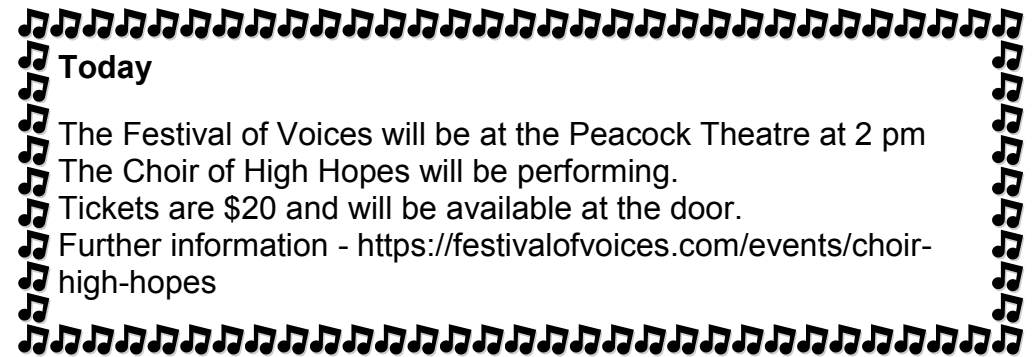 Today
The Festival of Voices will be at the Peacock Theatre at 2 pm
The Choir of High Hopes will be performing.
Tickets are $20 and will be available at the door.
Further information - https://festivalofvoices.com/events/choir-
high-hopes